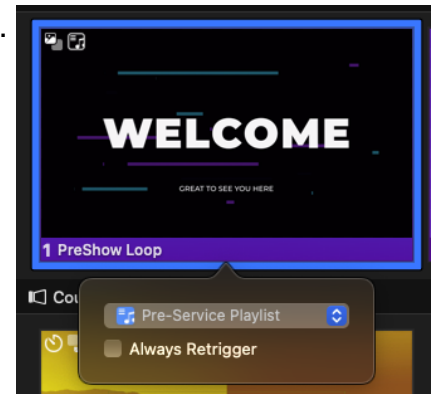 WELCOME
GREAT TO SEE YOU HERE
1 PreShow Loop
Pre-Service Playlist
Always Retrigger